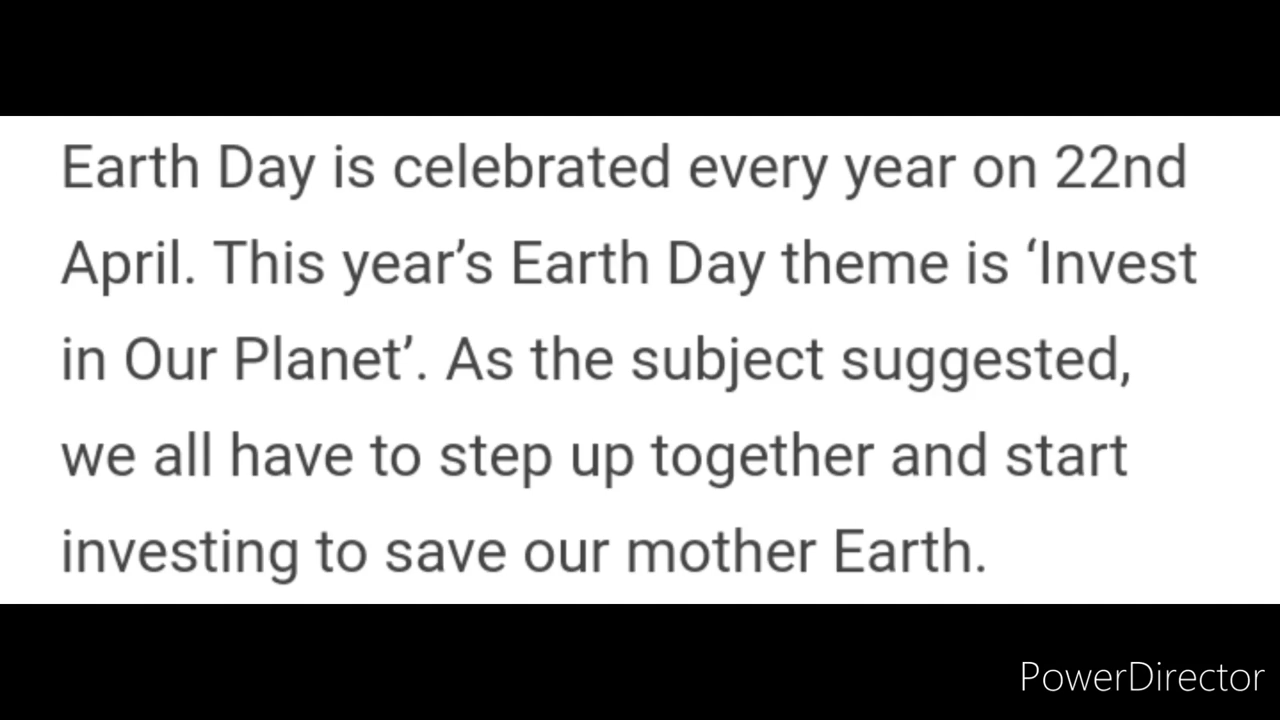 Earth Day is celebrated every year on 22nd
April. This year’s Earth Day theme is ‘Invest
in Our Planet’. As the subject suggested,
we all have to step up together and start
investing to save our mother Earth.
PowerDirector